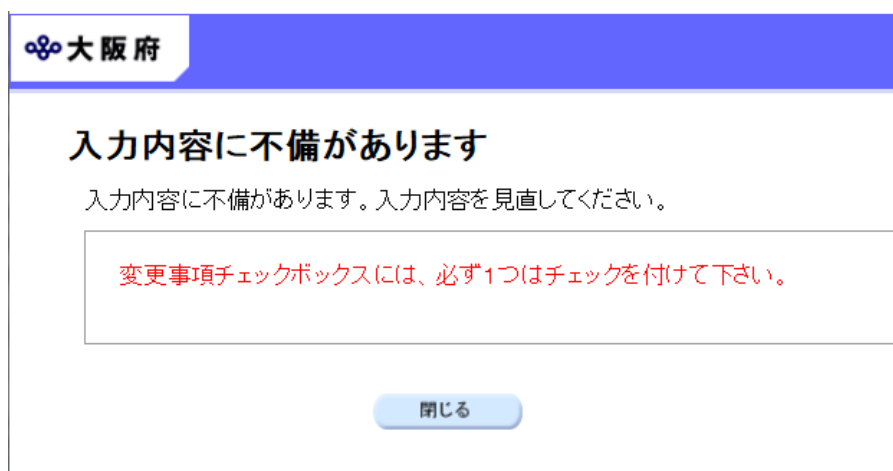 大阪府
入力内容に不備があります
入力内容に不備があります。入力内容を見直してください。
変更事項チェックボックスには、必ず1つはチェックを付けて下さい。
閉じる